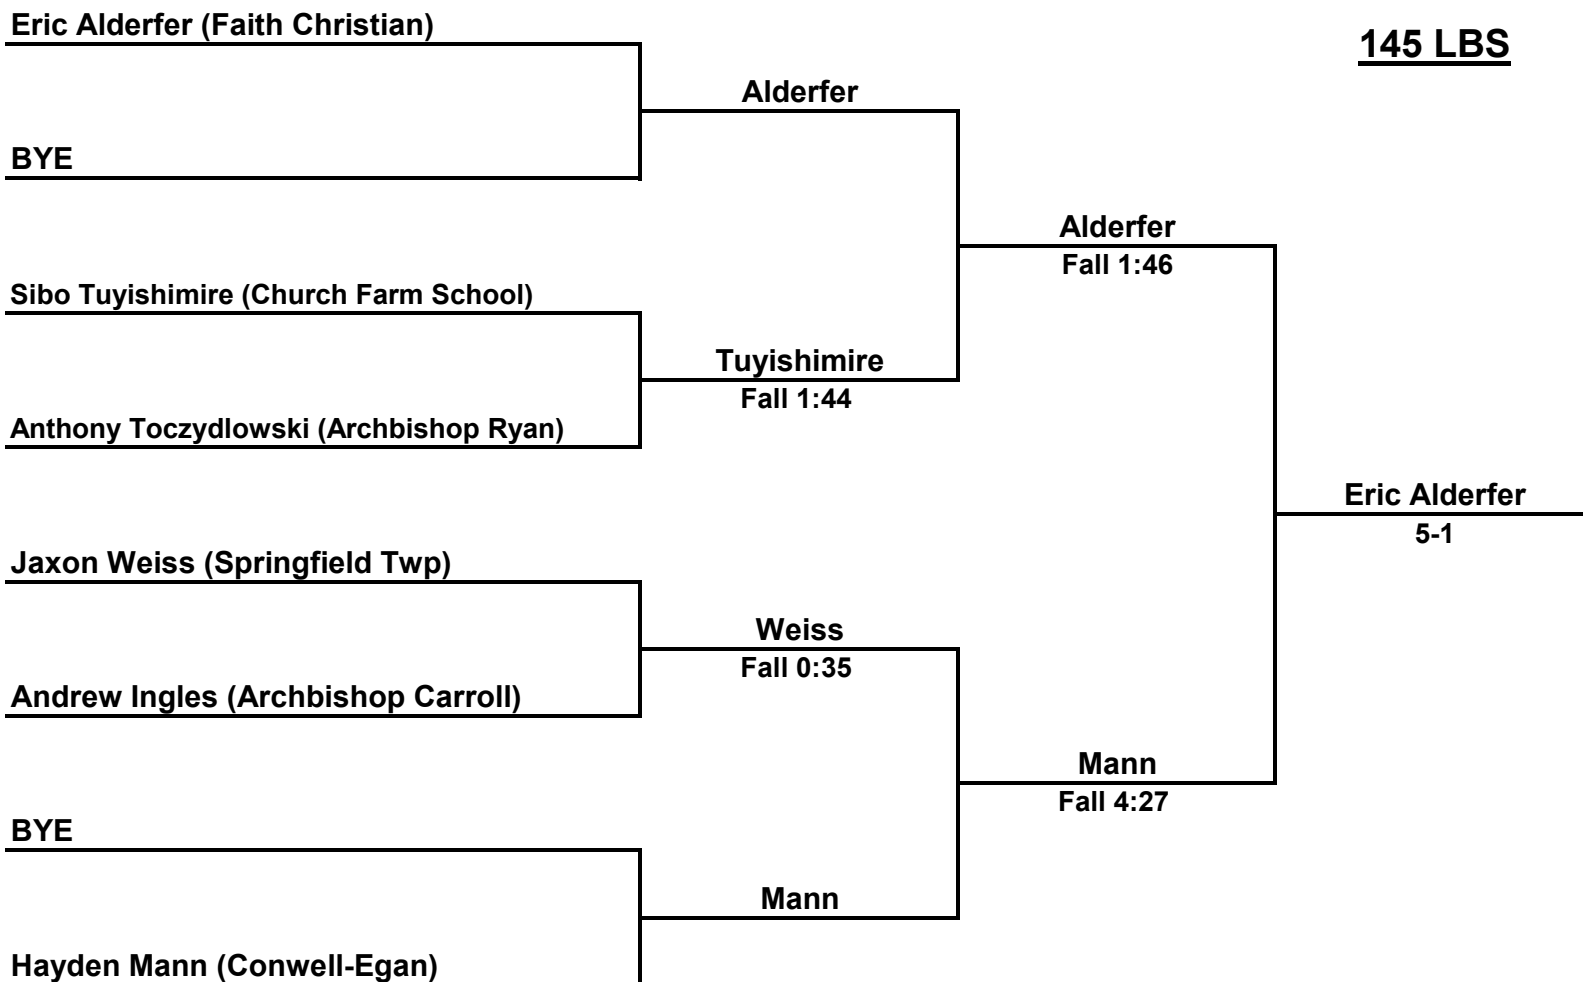 Eric Alderfer (Faith Christian)
145 LBS
Alderfer
BYE
Alderfer
Fall 1:46
Sibo Tuyishimire (Church Farm School)
Tuyishimire
Fall 1:44
Anthony Toczydlowski (Archbishop Ryan)
Eric Alderfer
5-1
Jaxon Weiss (Springfield Twp)
Weiss
Fall 0:35
Andrew Ingles (Archbishop Carroll)
Mann
Fall 4:27
BYE
Mann
Hayden Mann (Conwell-Egan)